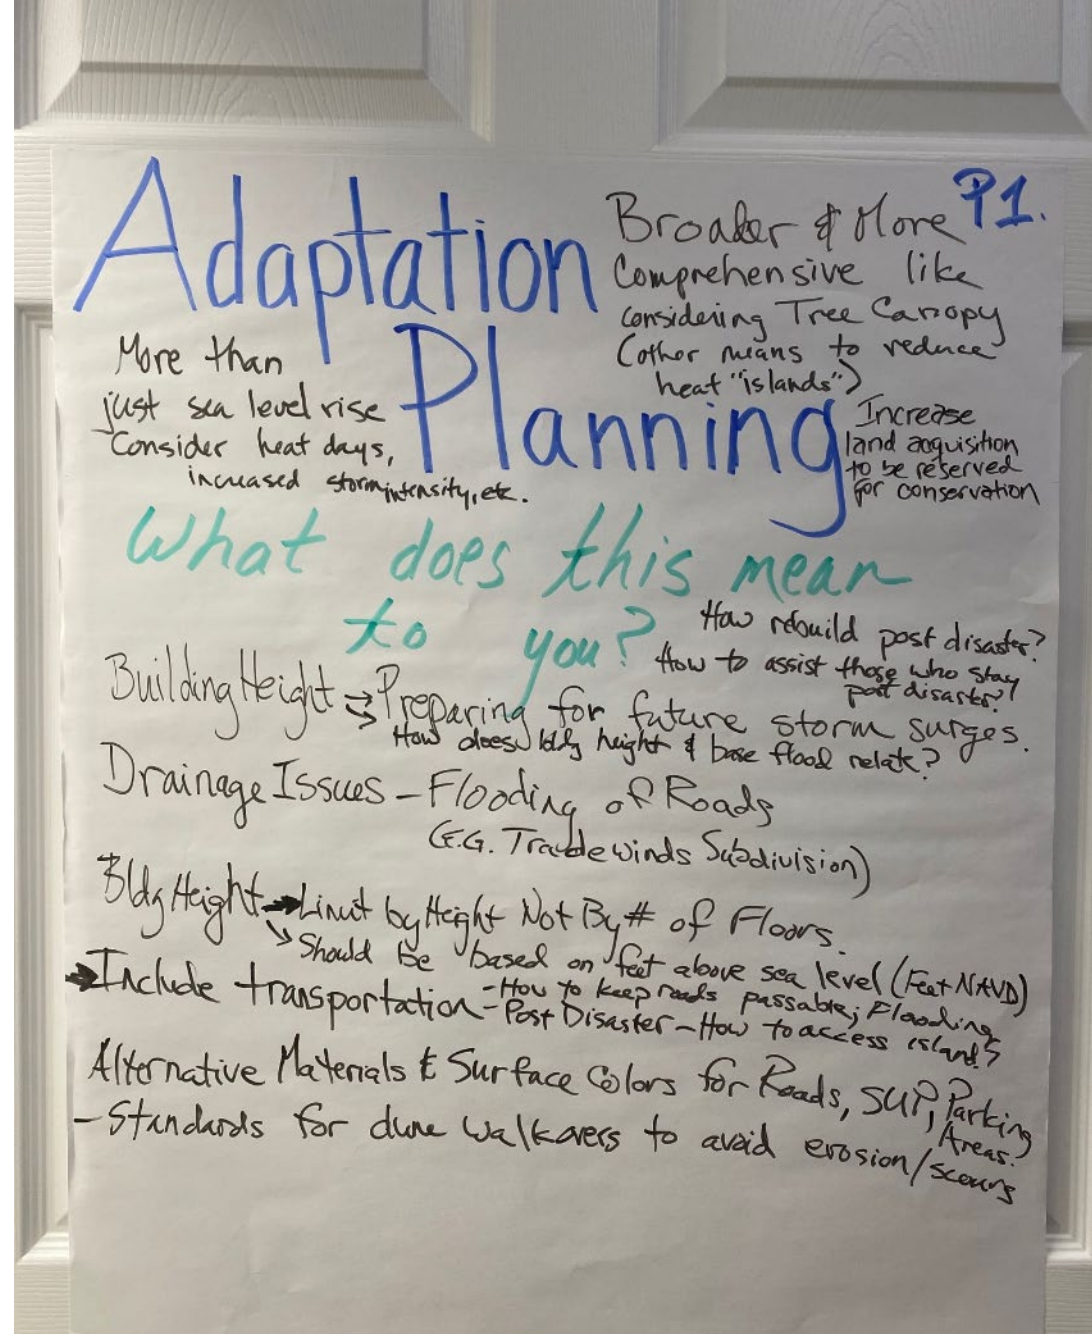 Adaptation
Planning
P1.
Broader & More
Comprehensive like
considering Tree Canopy
(other means to reduce
heat "islands")
More than
just sea level rise
Consider heat days,
increased storm intensity, etc.
Increase
land acquisition
to be reserved
for conservation
What does this mean
to you?
How rebuild post disaster?
How to assist those who stay
post disaster?
Building Height → Preparing for future storm surges.
How does bldg height & base flood relate?
Drainage Issues - Flooding of Roads
(E.G. Tradewinds Subdivision)
Bldg Height → Limit by Height Not By # of Floors.
↘ Should be based on feet above sea level (Feet NAVD)
→ Include transportation - How to keep roads passable; Flooding
- Post Disaster - How to access island?
Alternative Materials & Surface Colors for Roads, SUP, Parking
Areas.
- Standards for dune walkovers to avoid erosion/scouring